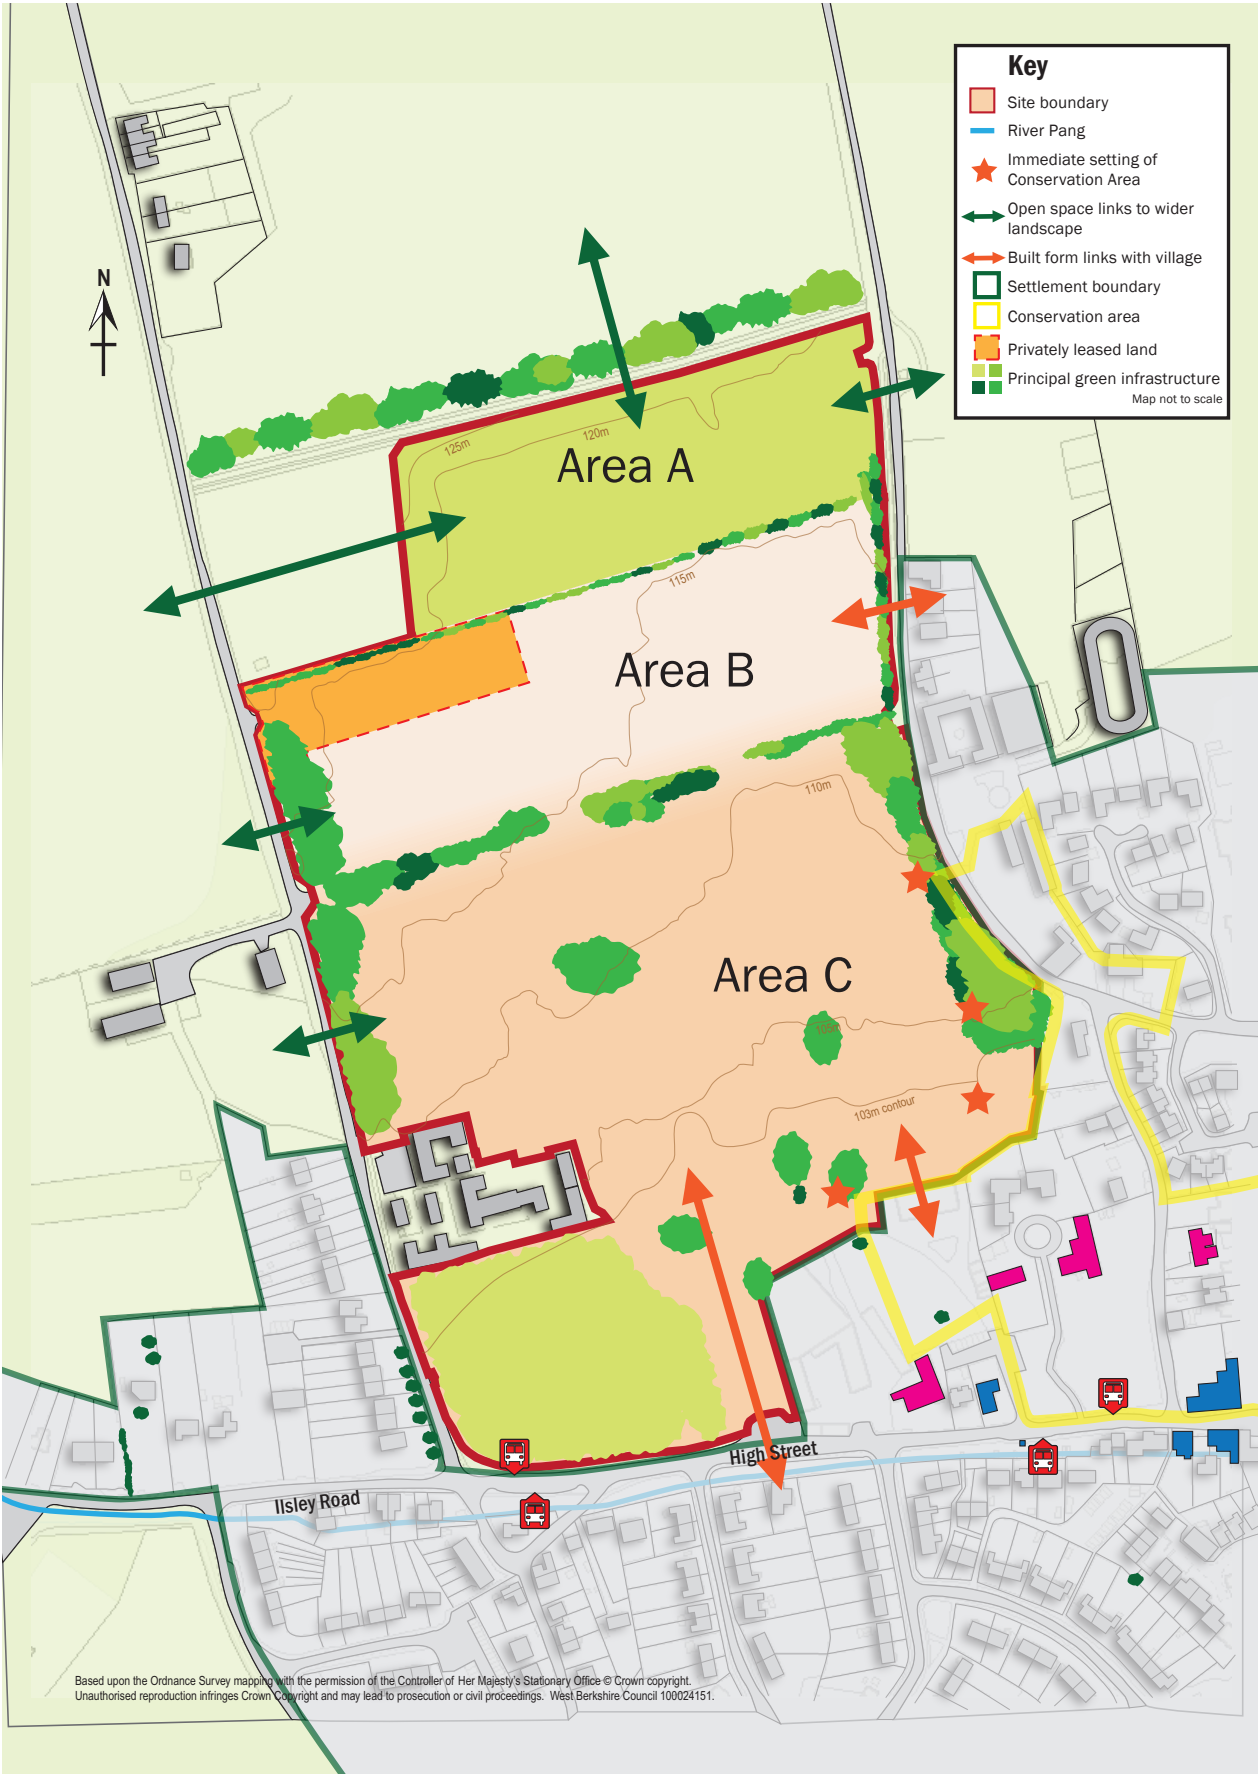 Key
Site boundary
River Pang
Immediate setting of
Conservation Area
Open space links to wider
landscape
Built form links with village
Settlement boundary
Conservation area
Privately leased land
Principal green infrastructure
Map not to scale
N
125m
120m
Area A
115m
Area B
110m
Area C
105m
103m contour
High Street
Ilsley Road
Based upon the Ordnance Survey mapping with the permission of the Controller of Her Majesty's Stationary Office © Crown copyright.
Unauthorised reproduction infringes Crown Copyright and may lead to prosecution or civil proceedings. West Berkshire Council 100024151.